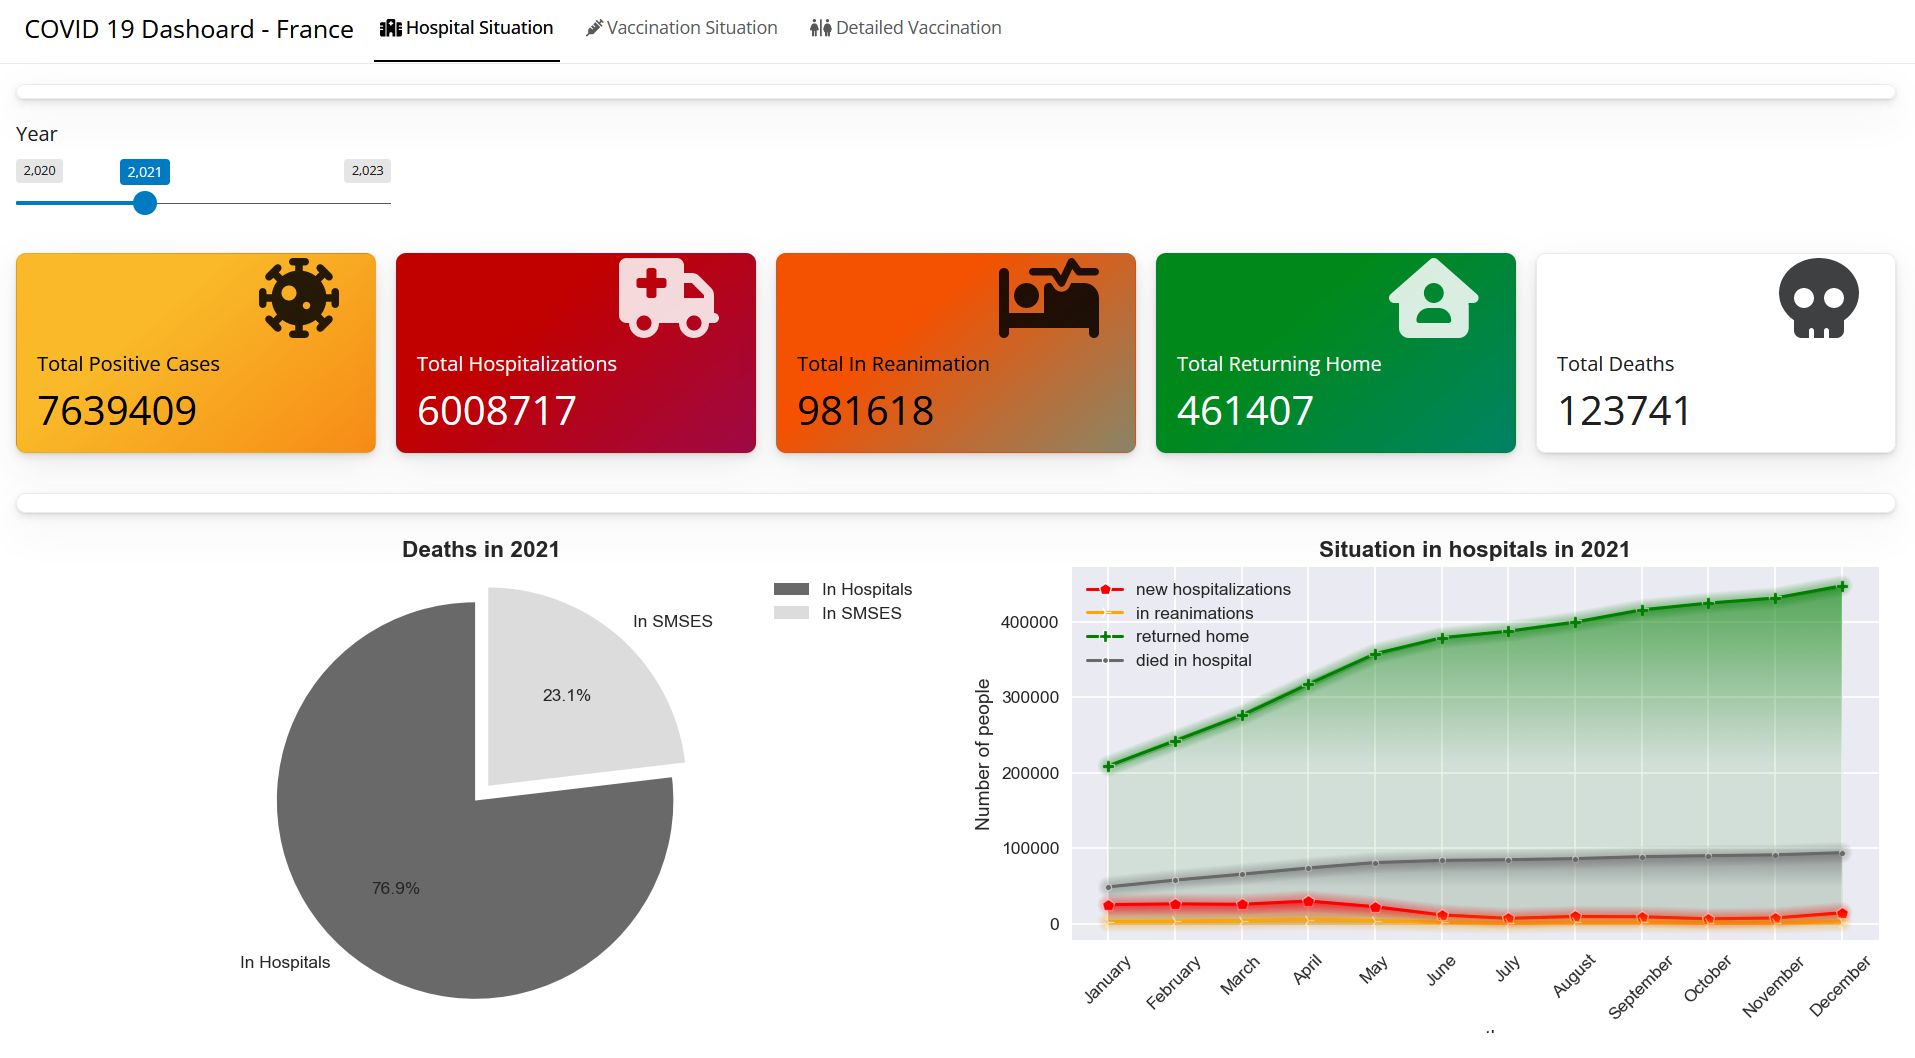 COVID 19 Dashoard - France
Hospital Situation
Vaccination Situation
Detailed Vaccination
Year
2,020
2,021
2,023
Total Positive Cases
7639409
Total Hospitalizations
6008717
Total In Reanimation
981618
Total Returning Home
461407
Total Deaths
123741
Deaths in 2021
In Hospitals
In SMSES
In SMSES
23.1%
76.9%
In Hospitals
Situation in hospitals in 2021
new hospitalizations
in reanimations
returned home
died in hospital
Number of people
400000
300000
200000
100000
0
January
February
March
April
May
June
July
August
September
October
November
December